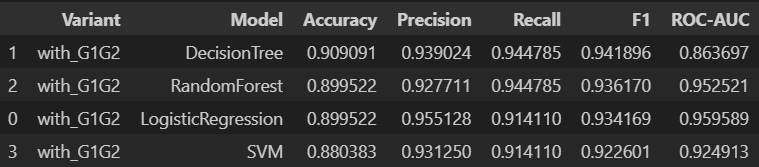 Variant Model Accuracy Precision Recall F1 ROC-AUC
1 with_G1G2 DecisionTree 0.909091 0.939024 0.944785 0.941896 0.863697
2 with_G1G2 RandomForest 0.899522 0.927711 0.944785 0.936170 0.952521
0 with_G1G2 LogisticRegression 0.899522 0.955128 0.914110 0.934169 0.959589
3 with_G1G2 SVM 0.880383 0.931250 0.914110 0.922601 0.924913